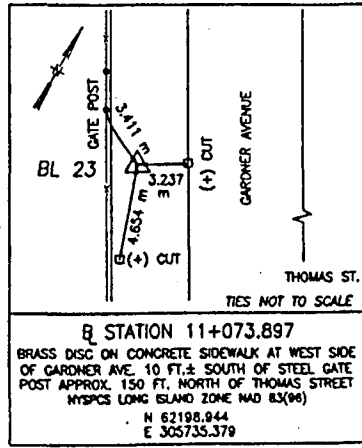 GATE POST
3.411 m
BL 23
3.237 m
(+) CUT
GARDNER AVENUE
4.654 m
(+) CUT
THOMAS ST.
TIES NOT TO SCALE
BL STATION 11+073.897
BRASS DISC ON CONCRETE SIDEWALK AT WEST SIDE
OF GARDNER AVE. 10 FT.± SOUTH OF STEEL GATE
POST APPROX. 150 FT. NORTH OF THOMAS STREET
NYSPCS LONG ISLAND ZONE NAD 83(96)
N 62198.944
E 305735.379